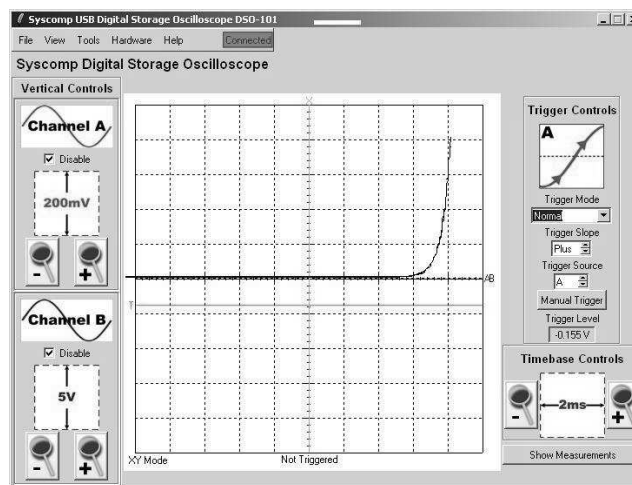 Syscomp USB Digital Storage Oscilloscope DSO-101
File View Tools Hardware Help Connected
Syscomp Digital Storage Oscilloscope
Vertical Controls
Channel A
Disable
200mV
- +
Channel B
Disable
5V
- +
X
T
AB
XY Mode
Not Triggered
Trigger Controls
A
Trigger Mode
Normal
Trigger Slope
Plus
Trigger Source
A
Manual Trigger
Trigger Level
-0.155 V
Timebase Controls
- 2ms +
Show Measurements